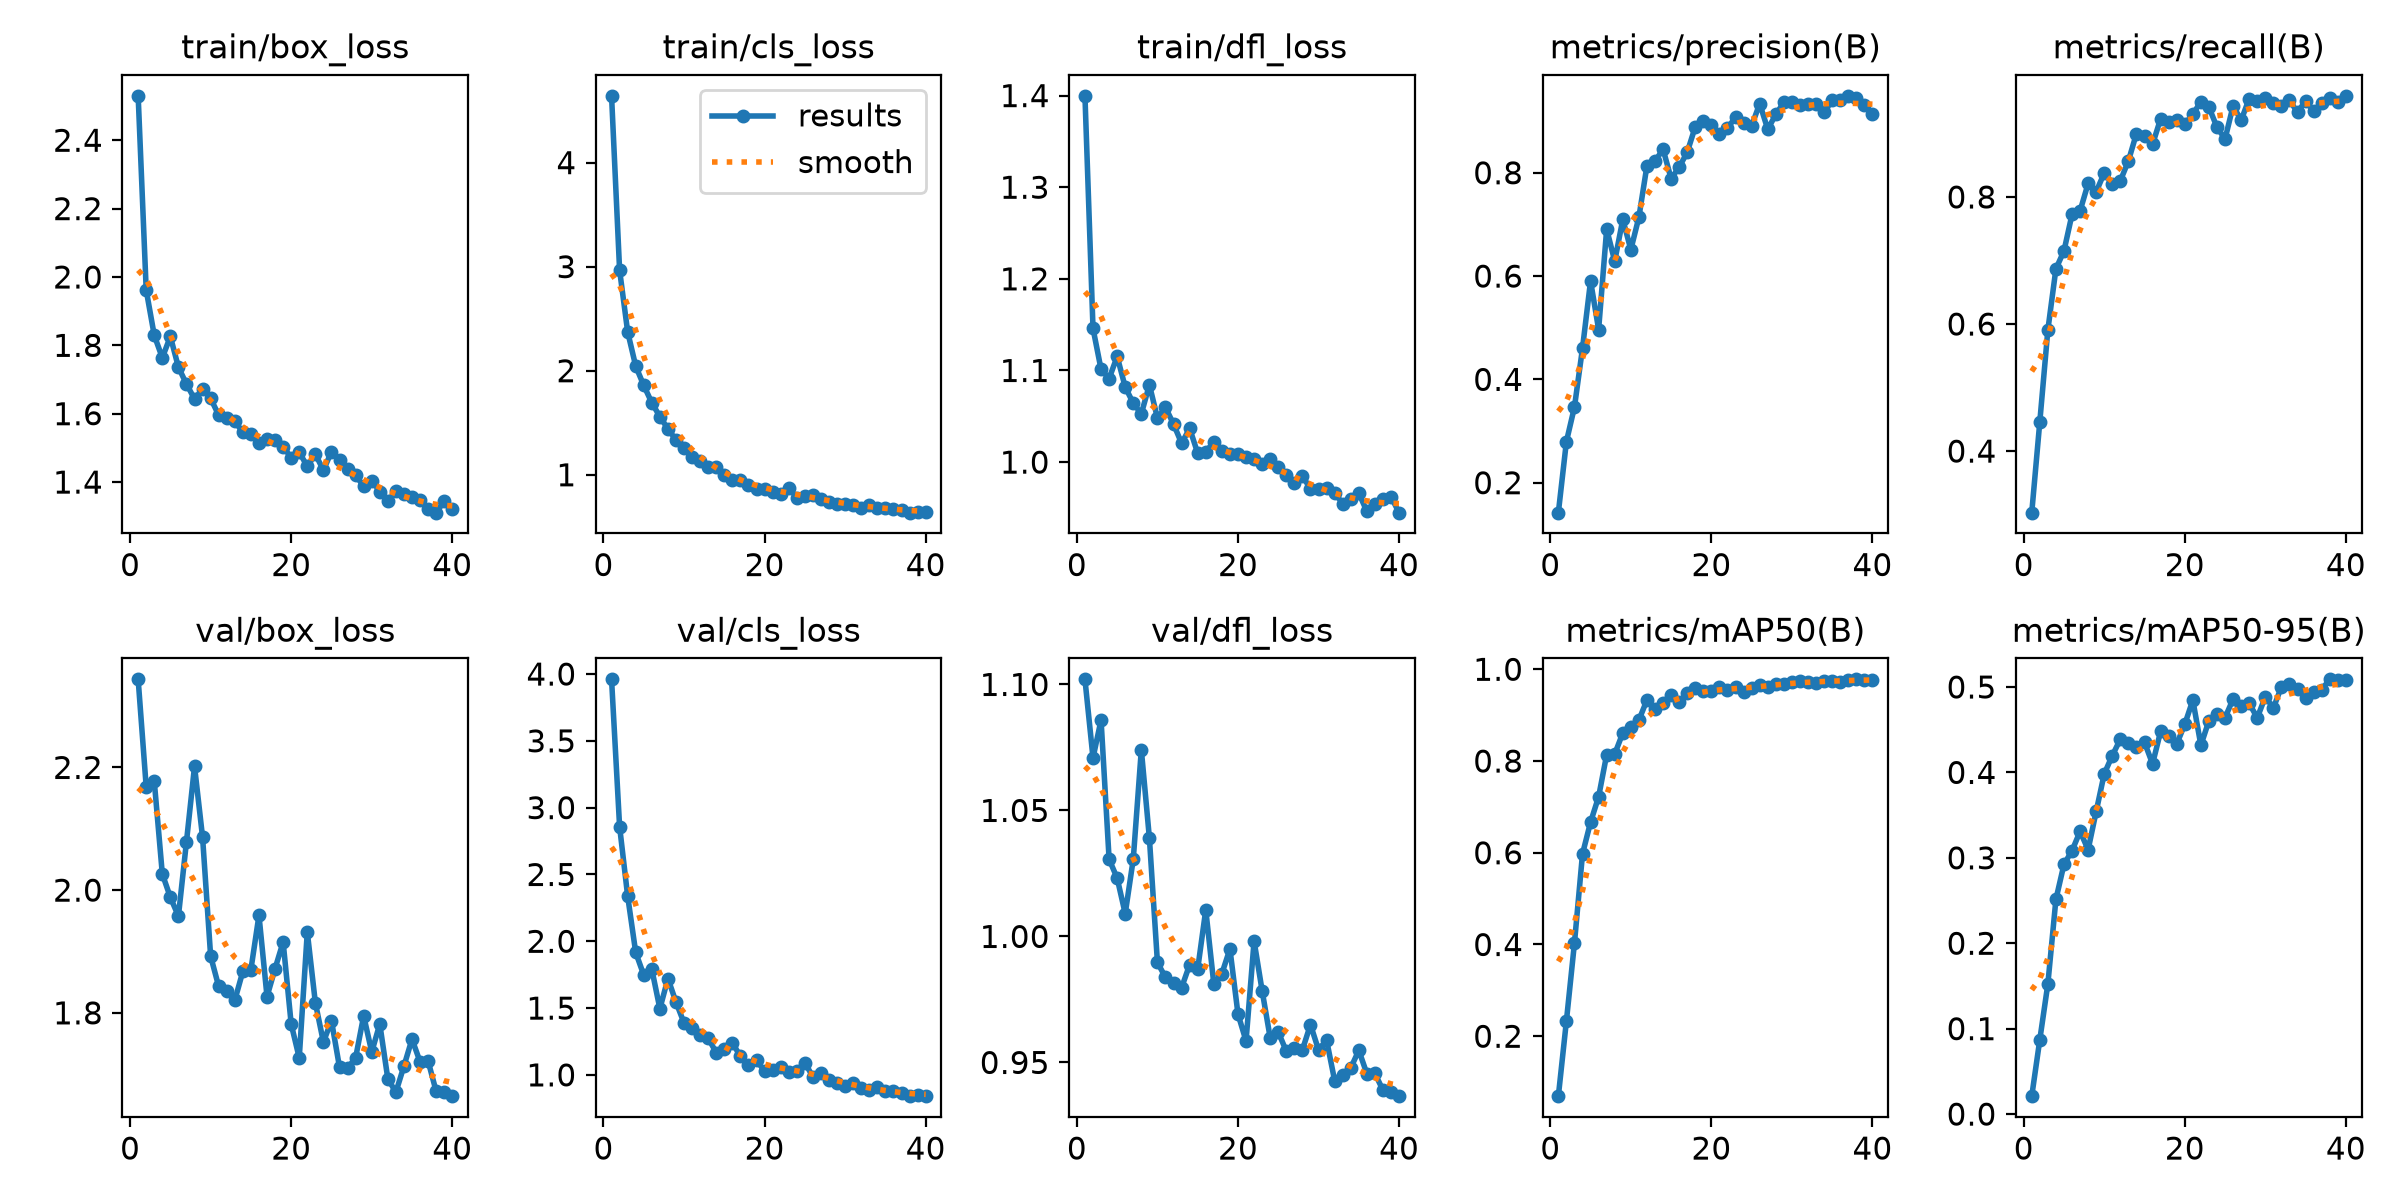 train/box_loss
2.4
2.2
2.0
1.8
1.6
1.4
0 20 40
train/cls_loss
results
smooth
4
3
2
1
0 20 40
train/dfl_loss
1.4
1.3
1.2
1.1
1.0
0 20 40
metrics/precision(B)
0.8
0.6
0.4
0.2
0 20 40
metrics/recall(B)
0.8
0.6
0.4
0 20 40
val/box_loss
2.2
2.0
1.8
0 20 40
val/cls_loss
4.0
3.5
3.0
2.5
2.0
1.5
1.0
0 20 40
val/dfl_loss
1.10
1.05
1.00
0.95
0 20 40
metrics/mAP50(B)
1.0
0.8
0.6
0.4
0.2
0 20 40
metrics/mAP50-95(B)
0.5
0.4
0.3
0.2
0.1
0.0
0 20 40